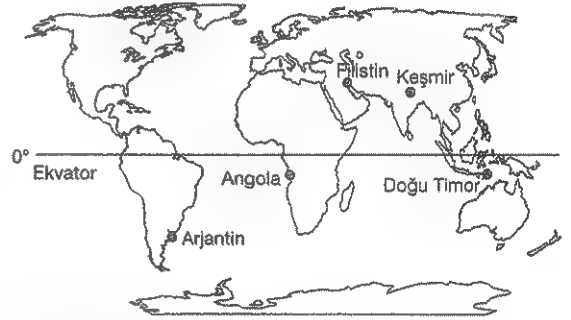 Filistin
Keşmir
0°
Ekvator
Angola
Doğu Timor
Arjantin